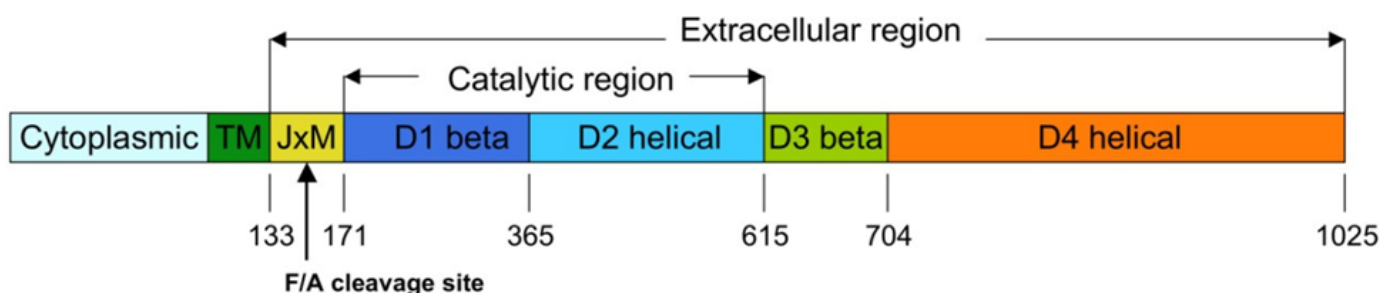 Extracellular region
Catalytic region
Cytoplasmic TM JxM D1 beta D2 helical D3 beta D4 helical
133 171 365 615 704 1025
F/A cleavage site